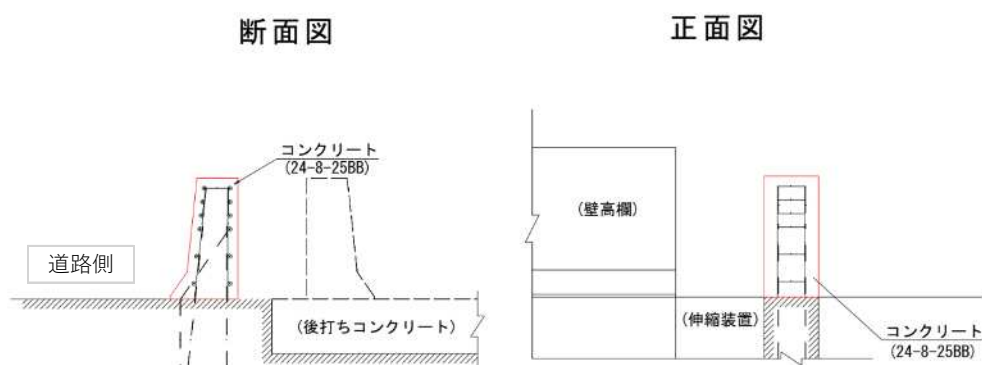 断面図
正面図
コンクリート
(24-8-25BB)
道路側
(後打ちコンクリート)
(壁高欄)
(伸縮装置)
コンクリート
(24-8-25BB)